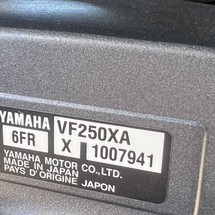 YAMAHA VF250XA
6FR X 1007941
YAMAHA MOTOR CO., LTD.
MADE IN JAPAN
PAYS D'ORIGINE JAPON